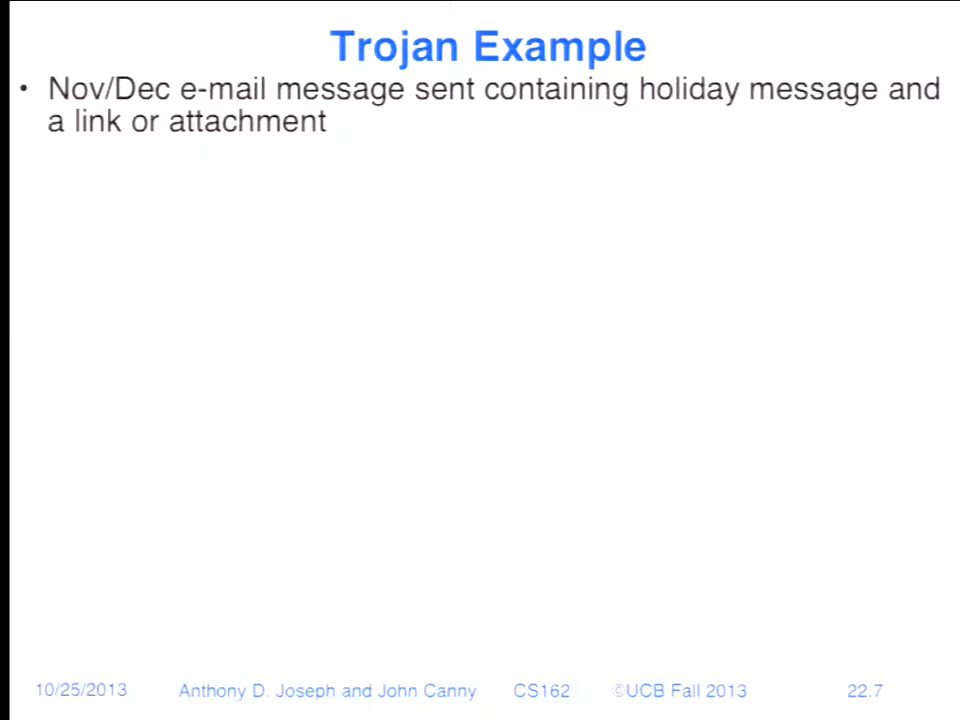 Trojan Example
• Nov/Dec e-mail message sent containing holiday message and
a link or attachment
10/25/2013 Anthony D. Joseph and John Canny CS162 ©UCB Fall 2013 22.7